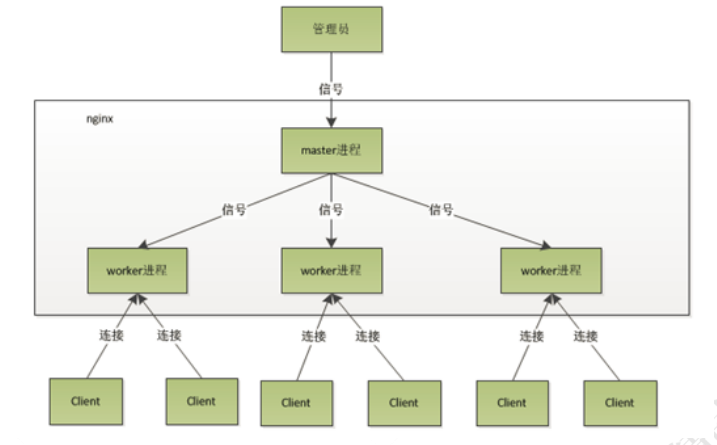 管理员
信号
nginx
master进程
信号
信号
信号
worker进程
worker进程
worker进程
连接
连接
连接
连接
连接
连接
Client
Client
Client
Client
Client
Client